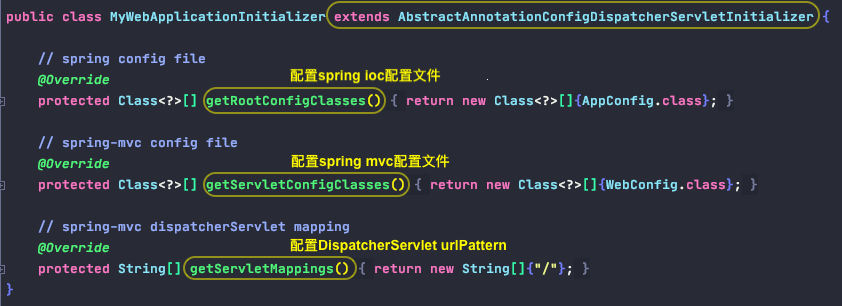 public class MyWebApplicationInitializer extends AbstractAnnotationConfigDispatcherServletInitializer {
// spring config file
@Override 配置spring ioc配置文件
protected Class<?>[] getRootConfigClasses() { return new Class<?>[]{AppConfig.class}; }
// spring-mvc config file
@Override 配置spring mvc配置文件
protected Class<?>[] getServletConfigClasses() { return new Class<?>[]{WebConfig.class}; }
// spring-mvc dispatcherServlet mapping
@Override 配置DispatcherServlet urlPattern
protected String[] getServletMappings() { return new String[]{"/"}; }
}